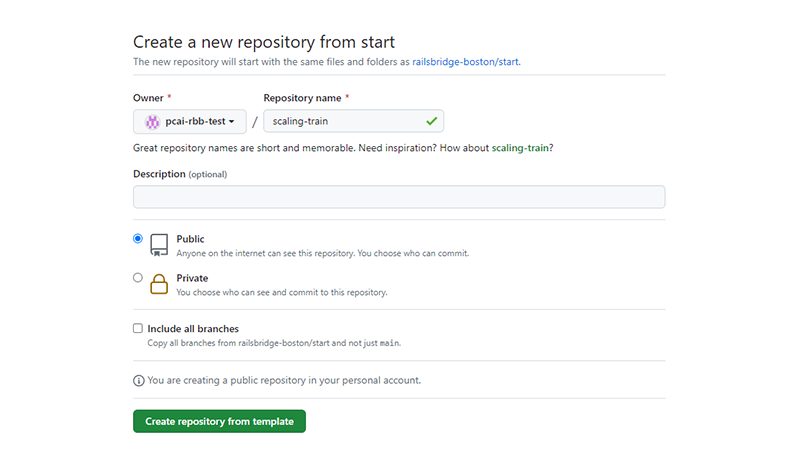 Create a new repository from start
The new repository will start with the same files and folders as railsbridge-boston/start.
Owner * Repository name *
pcai-rbb-test / scaling-train
Great repository names are short and memorable. Need inspiration? How about scaling-train?
Description (optional)
Public
Anyone on the internet can see this repository. You choose who can commit.
Private
You choose who can see and commit to this repository.
Include all branches
Copy all branches from railsbridge-boston/start and not just main.
You are creating a public repository in your personal account.
Create repository from template